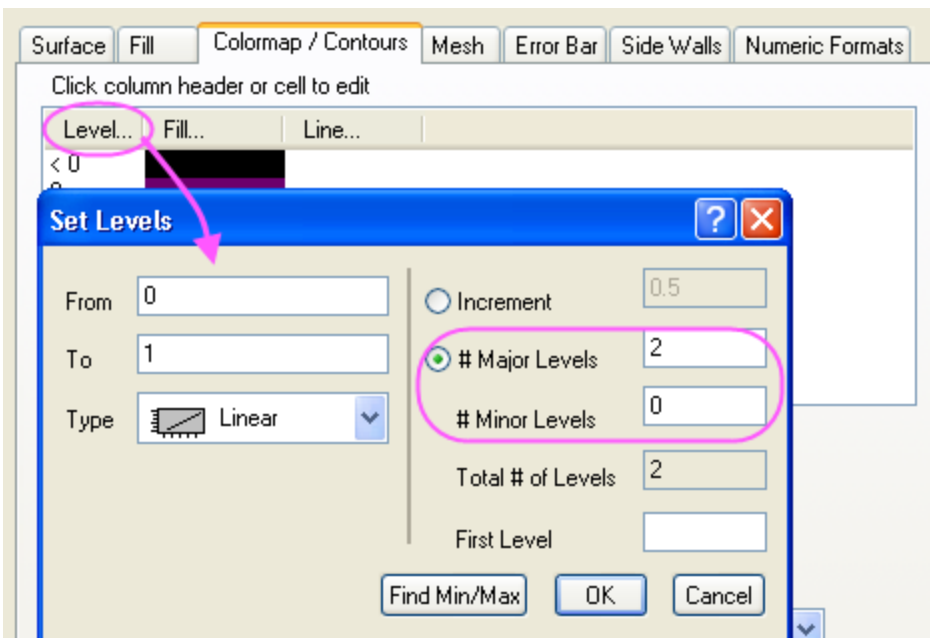 Surface Fill Colormap / Contours Mesh Error Bar Side Walls Numeric Formats
Click column header or cell to edit
Level... Fill... Line...
< 0
Set Levels
From 0
To 1
Type Linear
Increment 0.5
# Major Levels 2
# Minor Levels 0
Total # of Levels 2
First Level
Find Min/Max OK Cancel